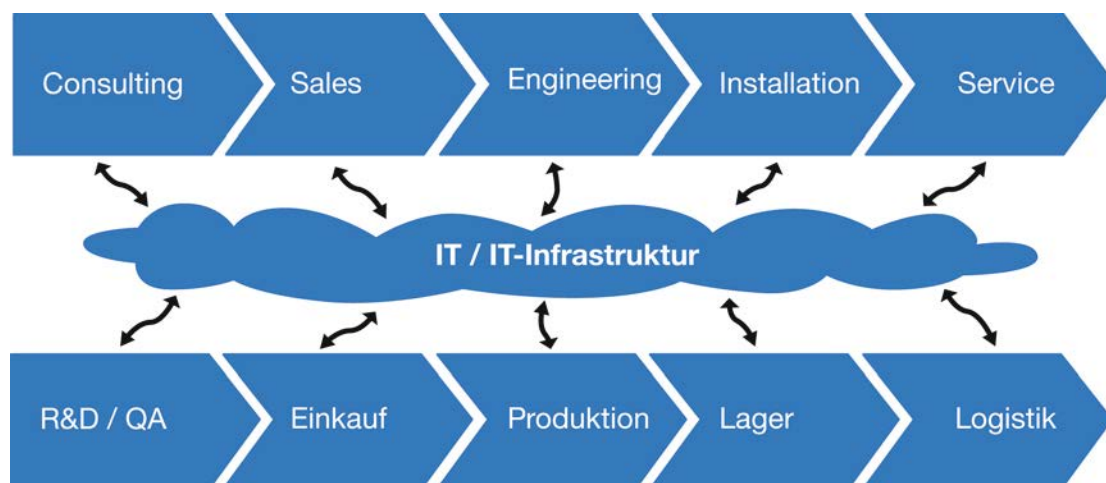 Consulting
Sales
Engineering
Installation
Service
IT / IT-Infrastruktur
R&D / QA
Einkauf
Produktion
Lager
Logistik